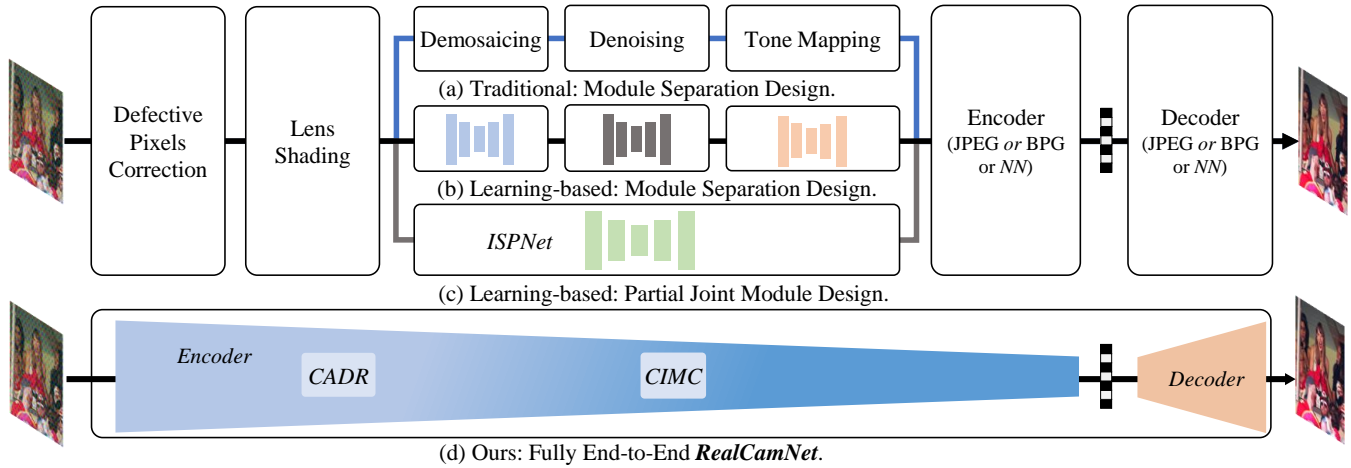 Defective
Pixels
Correction
Lens
Shading
Demosaicing
Denoising
Tone Mapping
(a) Traditional: Module Separation Design.
(b) Learning-based: Module Separation Design.
ISPNet
(c) Learning-based: Partial Joint Module Design.
Encoder
(JPEG or BPG
or NN)
Decoder
(JPEG or BPG
or NN)
Encoder
CADR
CIMC
Decoder
(d) Ours: Fully End-to-End RealCamNet.